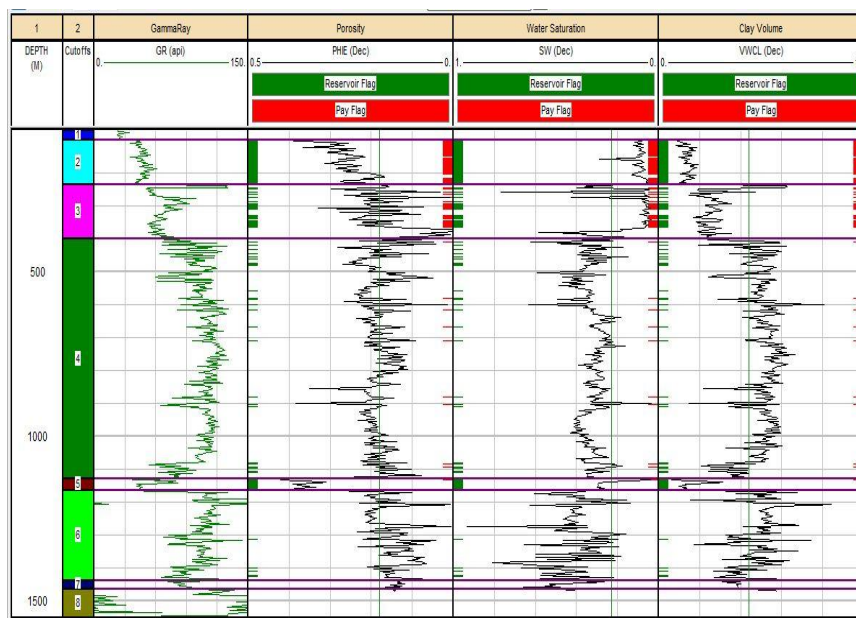 1 2 GammaRay Porosity Water Saturation Clay Volume
DEPTH Cutoffs GR (api) PHIE (Dec) SW (Dec) VWCL (Dec)
(M) 0. 150. 0.5 0. 1. 0. 0.
Reservoir Flag Reservoir Flag Reservoir Flag
Pay Flag Pay Flag Pay Flag
1
2
3
500
4
1000
5
6
7
1500 8